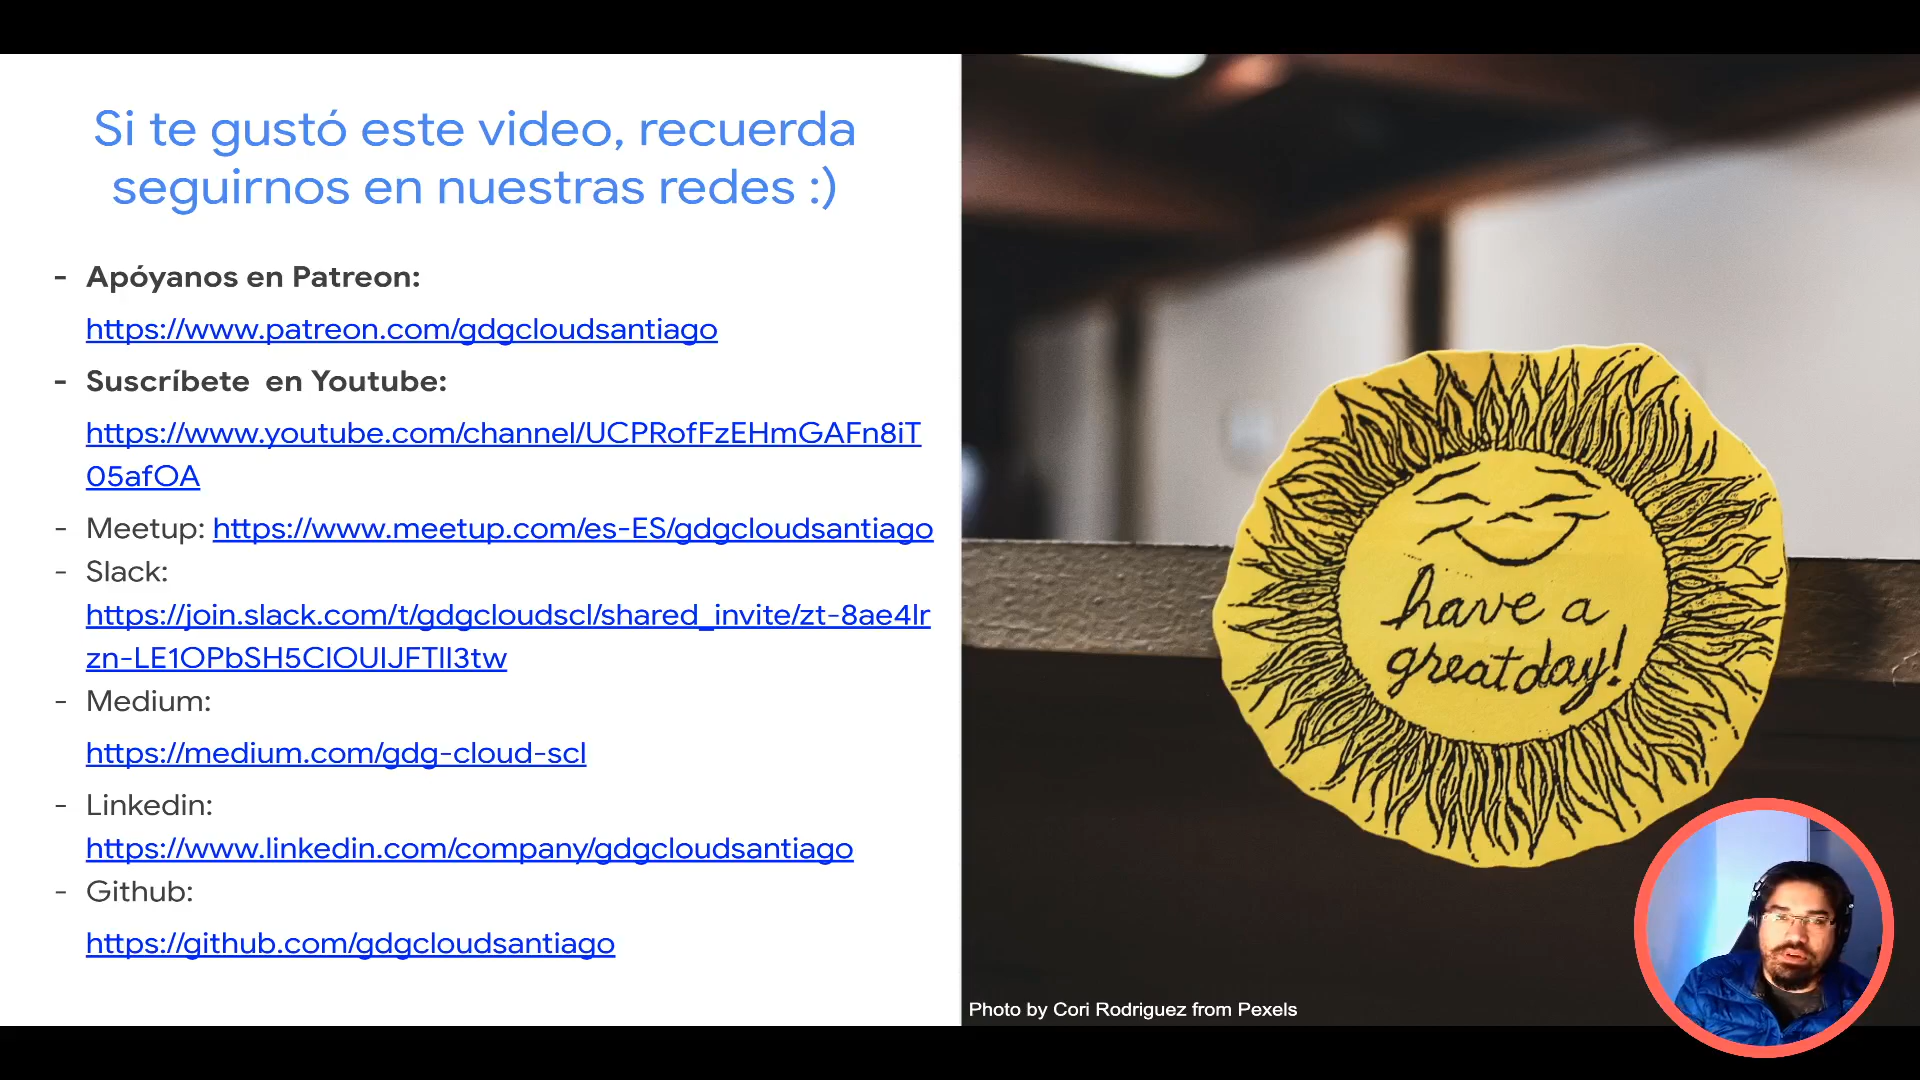 Si te gustó este video, recuerda
seguirnos en nuestras redes :)
- Apóyanos en Patreon:
https://www.patreon.com/gdgcloudsantiago
- Suscríbete en Youtube:
https://www.youtube.com/channel/UCPRofFzEHmGAFn8iT
05afOA
- Meetup: https://www.meetup.com/es-ES/gdgcloudsantiago
- Slack:
https://join.slack.com/t/gdgcloudscl/shared_invite/zt-8ae4lr
zn-LE1OPbSH5ClOUlJFTlI3tw
- Medium:
https://medium.com/gdg-cloud-scl
- Linkedin:
https://www.linkedin.com/company/gdgcloudsantiago
- Github:
https://github.com/gdgcloudsantiago
have a
great day!
Photo by Cori Rodriguez from Pexels